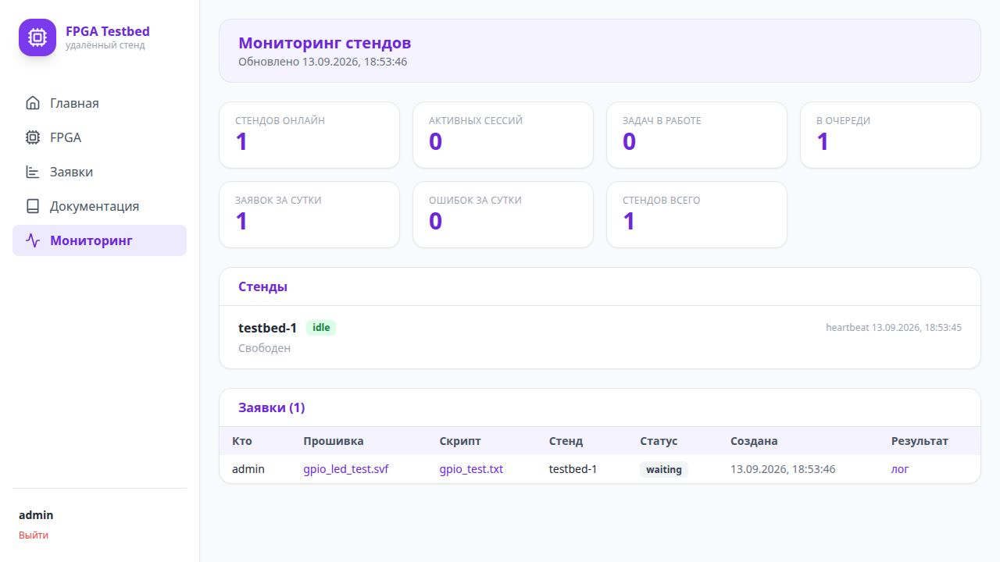 FPGA Testbed
удалённый стенд
Главная
FPGA
Заявки
Документация
Мониторинг
admin
Выйти
Мониторинг стендов
Обновлено 13.09.2026, 18:53:46
СТЕНДОВ ОНЛАЙН
1
АКТИВНЫХ СЕССИЙ
0
ЗАДАЧ В РАБОТЕ
0
В ОЧЕРЕДИ
1
ЗАЯВОК ЗА СУТКИ
1
ОШИБОК ЗА СУТКИ
0
СТЕНДОВ ВСЕГО
1
Стенды
testbed-1 idle heartbeat 13.09.2026, 18:53:45
Свободен
Заявки (1)
Кто Прошивка Скрипт Стенд Статус Создана Результат
admin gpio_led_test.svf gpio_test.txt testbed-1 waiting 13.09.2026, 18:53:46 лог